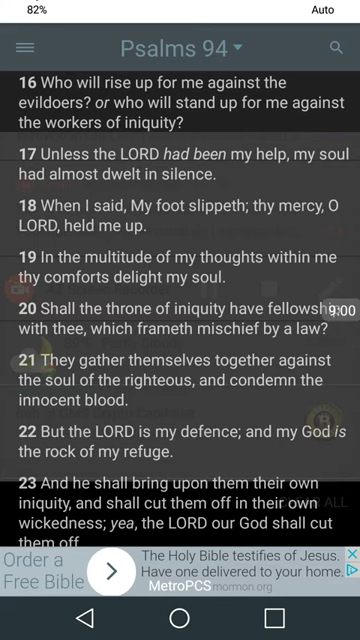 82%
Auto
Psalms 94
16 Who will rise up for me against the
evildoers? or who will stand up for me against
the workers of iniquity?
17 Unless the LORD had been my help, my soul
had almost dwelt in silence.
18 When I said, My foot slippeth; thy mercy, O
LORD, held me up.
19 In the multitude of my thoughts within me
thy comforts delight my soul.
20 Shall the throne of iniquity have fellowship
9:00
with thee, which frameth mischief by a law?
21 They gather themselves together against
the soul of the righteous, and condemn the
innocent blood.
22 But the LORD is my defence; and my God is
the rock of my refuge.
23 And he shall bring upon them their own
iniquity, and shall cut them off in their own
CLEAR ALL
wickedness; yea, the LORD our God shall cut
them off
Order a
Free Bible
The Holy Bible testifies of Jesus.
Have one delivered to your home.
MetroPCS
mormon.org